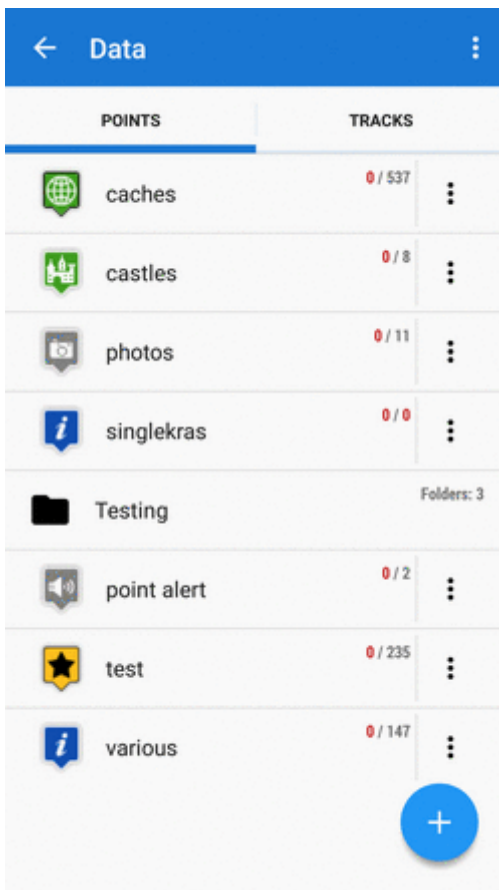 Data
POINTS TRACKS
caches 0 / 537
castles 0 / 8
photos 0 / 11
singlekras 0 / 0
Testing Folders: 3
point alert 0 / 2
test 0 / 235
various 0 / 147